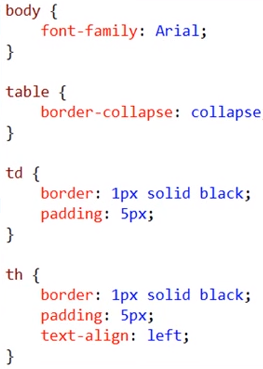 body {
    font-family: Arial;
}

table {
    border-collapse: collapse
}

td {
    border: 1px solid black;
    padding: 5px;
}

th {
    border: 1px solid black;
    padding: 5px;
    text-align: left;
}